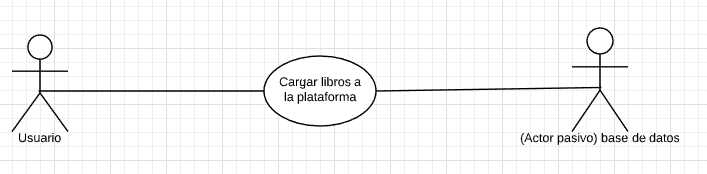 Cargar libros a
la plataforma
Usuario
(Actor pasivo) base de datos